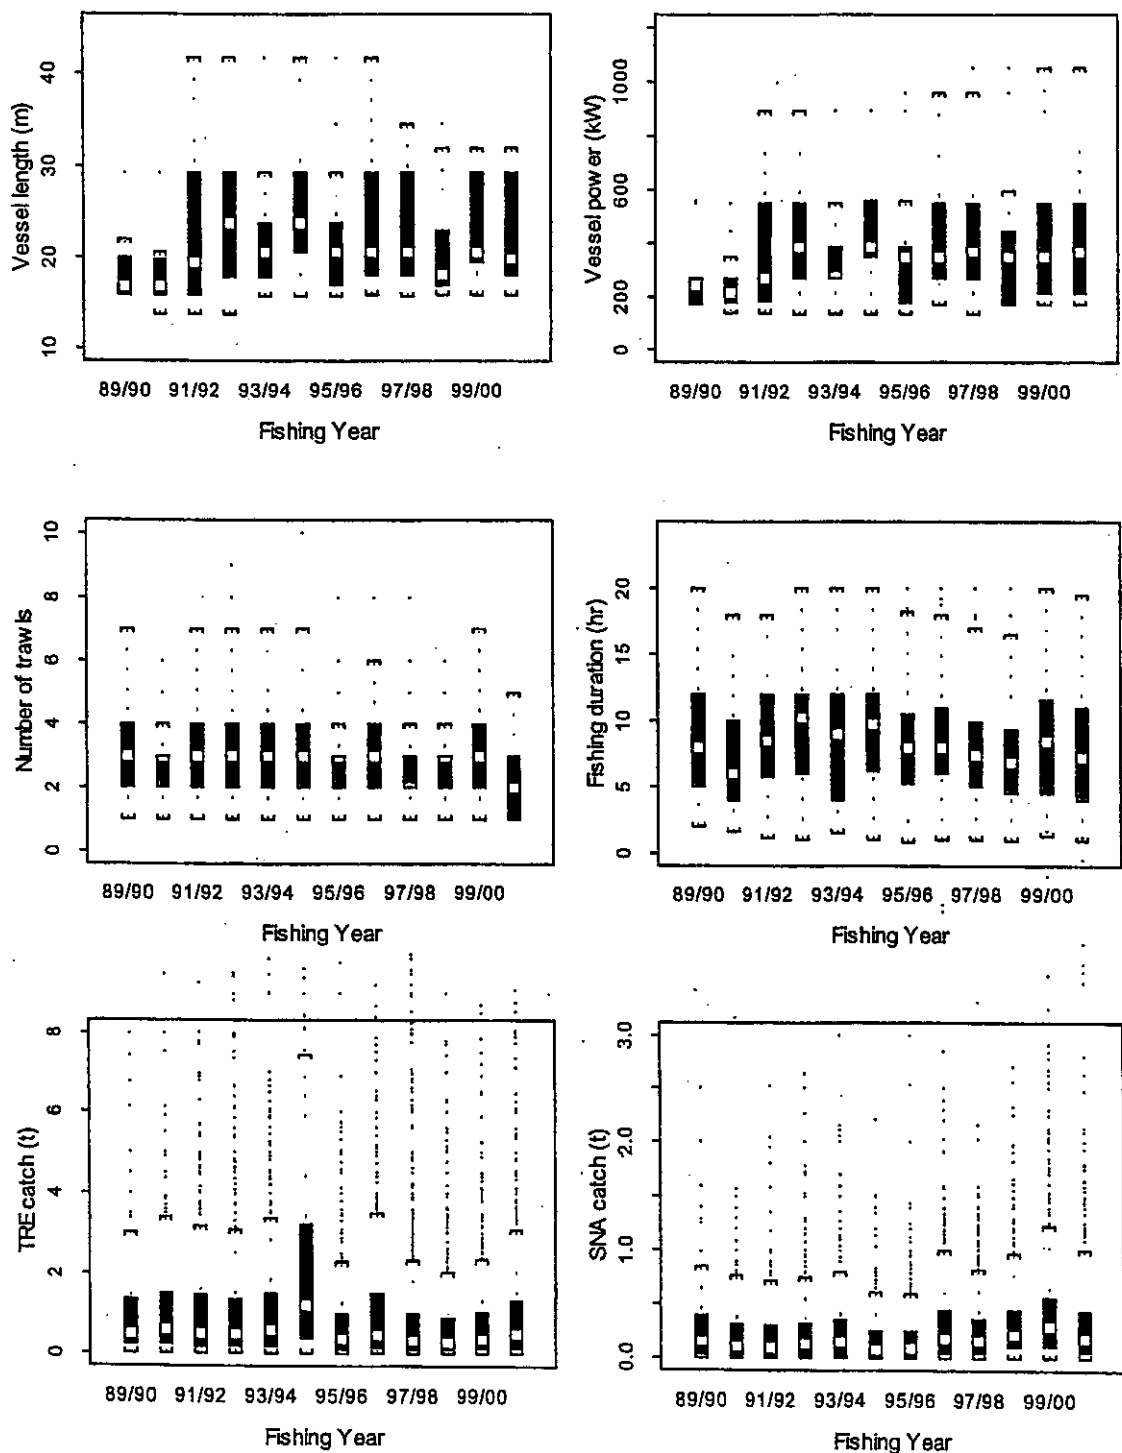 Vessel length (m)
40
30
20
10
89/90 91/92 93/94 95/96 97/98 99/00
Fishing Year
Vessel power (kW)
1000
600
200
0
89/90 91/92 93/94 95/96 97/98 99/00
Fishing Year
Number of trawls
10
8
6
4
2
0
89/90 91/92 93/94 95/96 97/98 99/00
Fishing Year
Fishing duration (hr)
20
15
10
5
0
89/90 91/92 93/94 95/96 97/98 99/00
Fishing Year
TRE catch (t)
8
6
4
2
0
89/90 91/92 93/94 95/96 97/98 99/00
Fishing Year
SNA catch (t)
3.0
2.0
1.0
0.0
89/90 91/92 93/94 95/96 97/98 99/00
Fishing Year